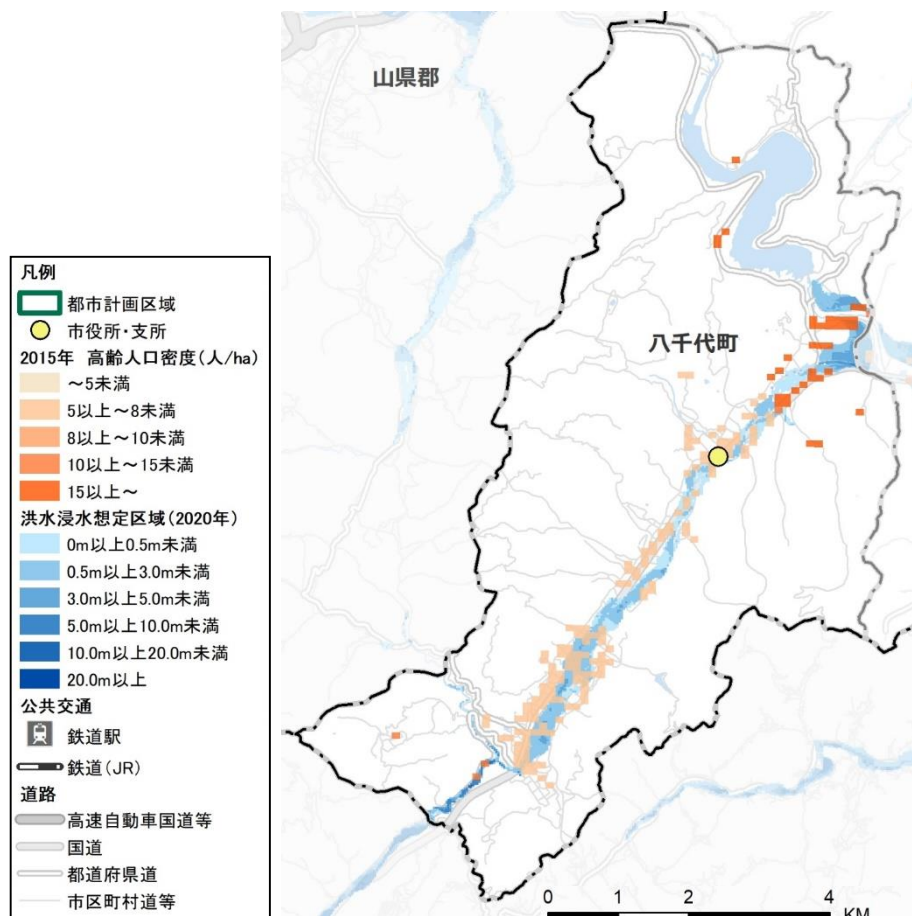 山県郡
八千代町
凡例
都市計画区域
市役所・支所
2015年 高齢人口密度(人/ha)
～5未満
5以上～8未満
8以上～10未満
10以上～15未満
15以上～
洪水浸水想定区域(2020年)
0m以上0.5m未満
0.5m以上3.0m未満
3.0m以上5.0m未満
5.0m以上10.0m未満
10.0m以上20.0m未満
20.0m以上
公共交通
鉄道駅
鉄道(JR)
道路
高速自動車国道等
国道
都道府県道
市区町村道等
0 1 2 4
KM